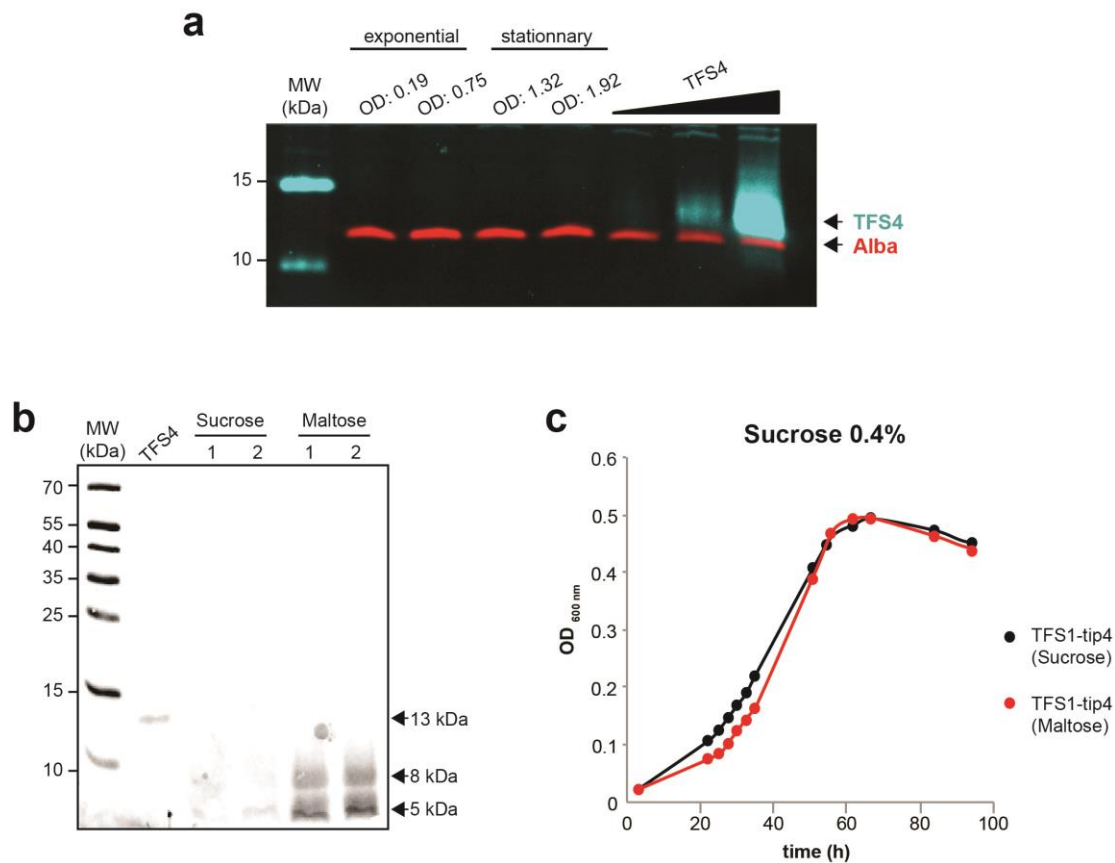 a
exponential stationnary
MW (kDa) OD: 0.19 OD: 0.75 OD: 1.32 OD: 1.92 TFS4
15
TFS4
Alba
10
b
MW (kDa) TFS4 Sucrose Maltose
1 2 1 2
70
55
40
35
25
15
13 kDa
10
8 kDa
5 kDa
c
Sucrose 0.4%
0.6
0.5
0.4
0.3
0.2
0.1
0
OD 600 nm
0 20 40 60 80 100
time (h)
TFS1-tip4
(Sucrose)
TFS1-tip4
(Maltose)